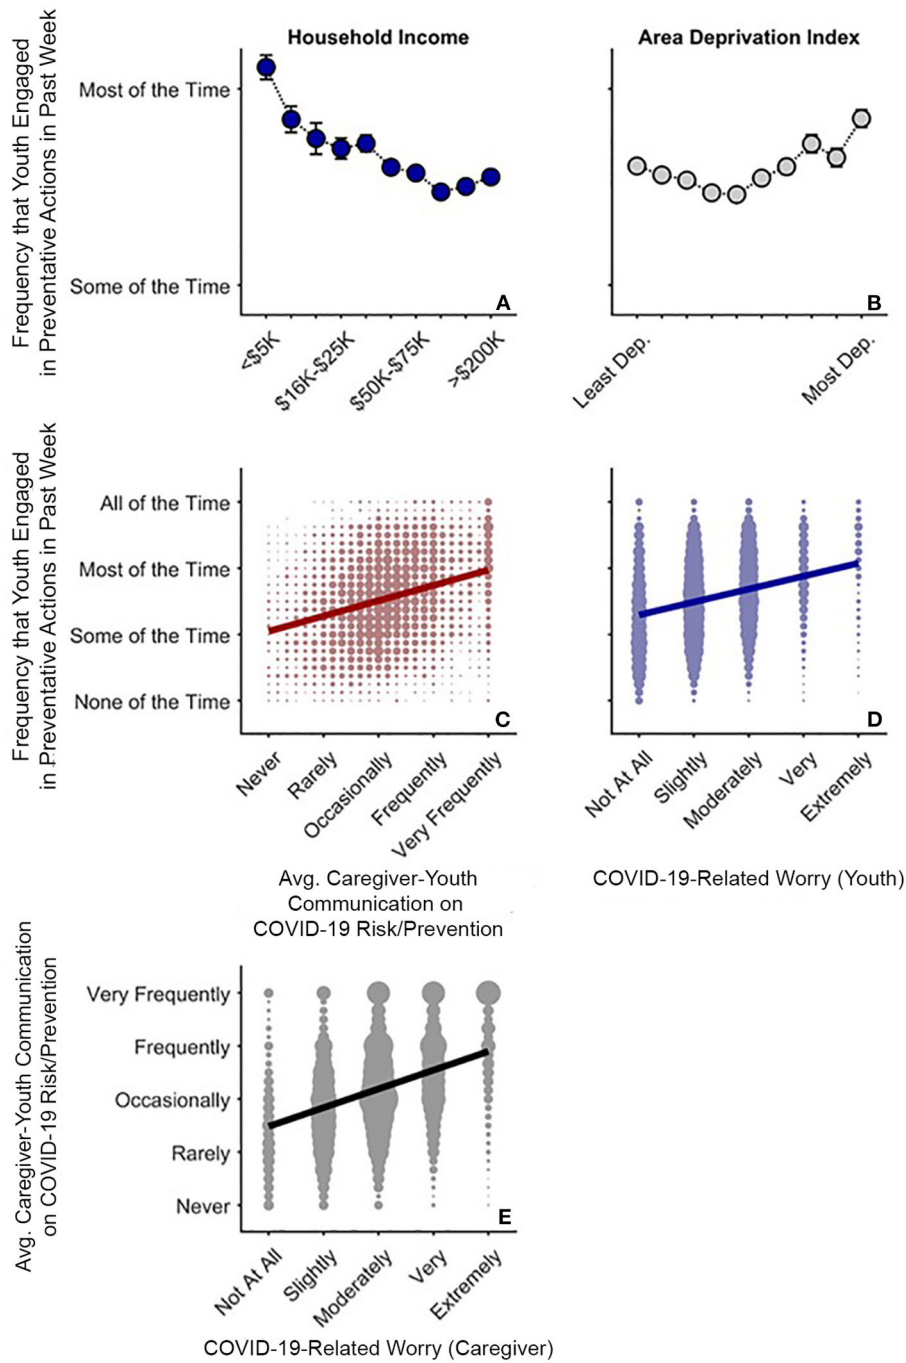 Household Income
Area Deprivation Index
Frequency that Youth Engaged
in Preventative Actions in Past Week
Most of the Time
Some of the Time
A
B
<$5K
$16K-$25K
$50K-$75K
>$200K
Least Dep.
Most Dep.
Frequency that Youth Engaged
in Preventative Actions in Past Week
All of the Time
Most of the Time
Some of the Time
None of the Time
C
D
Never
Rarely
Occasionally
Frequently
Very Frequently
Not At All
Slightly
Moderately
Very
Extremely
Avg. Caregiver-Youth
Communication on
COVID-19 Risk/Prevention
COVID-19-Related Worry (Youth)
Avg. Caregiver-Youth Communication
on COVID-19 Risk/Prevention
Very Frequently
Frequently
Occasionally
Rarely
Never
E
Not At All
Slightly
Moderately
Very
Extremely
COVID-19-Related Worry (Caregiver)